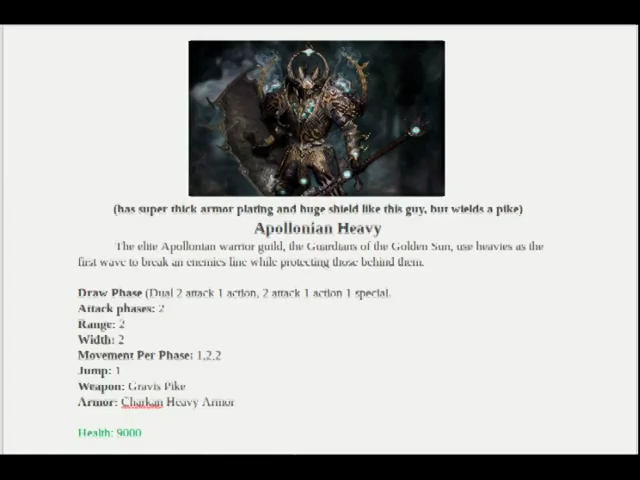 (has super thick armor plating and huge shield like this guy, but wields a pike)
Apollonian Heavy
The elite Apollonian warrior guild, the Guardians of the Golden Sun, use heavies as the
first wave to break an enemies line while protecting those behind them.
Draw Phase (Dual 2 attack 1 action, 2 attack 1 action 1 special.
Attack phases: 2
Range: 2
Width: 2
Movement Per Phase: 1,2,2
Jump: 1
Weapon: Gravis Pike
Armor: Charkan Heavy Armor
Health: 9000